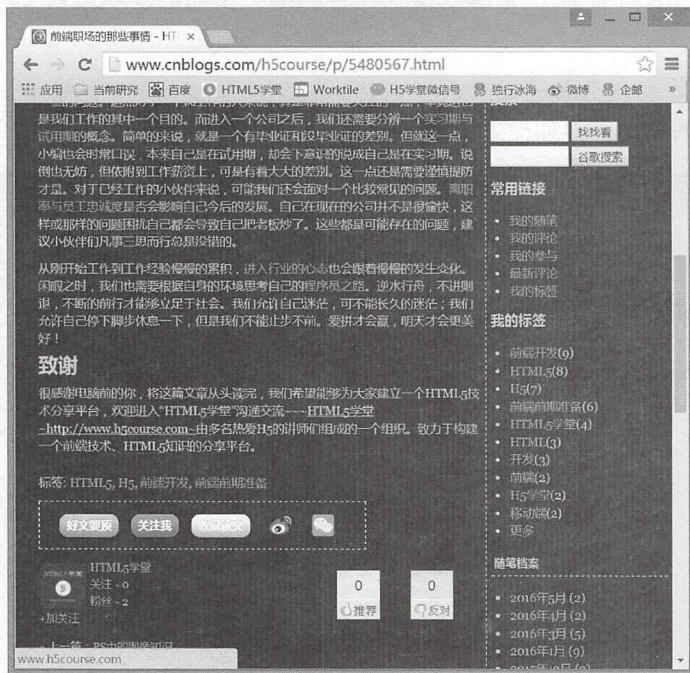 前端职场的那些事情 - HT
www.cnblogs.com/h5course/p/5480567.html
应用 当前研究 百度 HTML5学堂 Worktile H5学堂微信号 独行冰海 微博 企邮 »
是我们工作的其中一个目的。而进入一个公司之后，我们还需要分辨一个实习期与
试用期的概念。简单的来说，就是一个有毕业证和没毕业证的差别。但就这一点，
小编也会时常口误，本来自己是在试用期，却会下意识的说成自己是在实习期。说
倒也无妨，但依附到工作薪资上，可是有着大大的差别。这一点还是需要谨慎提防
才是。对于已经工作的小伙伴来说，可能我们还会面对一个比较常见的问题。离职
率与员工忠诚度是否会影响自己今后的发展。自己在现在的公司并不是很愉快，这
样或那样的问题困扰自己都会导致自己把老板炒了。这些都是可能存在的问题，建
议小伙伴们凡事三思而行总是没错的。
从刚开始工作到工作经验慢慢的累积，进入行业的心态也会跟着慢慢的发生变化。
闲暇之时，我们也需要根据自身的环境思考自己的程序员之路。逆水行舟，不进则
退，不断的前行才能够立足于社会。我们允许自己迷茫，可不能长久的迷茫；我们
允许自己停下脚步休息一下，但是我们不能止步不前。爱拼才会赢，明天才会更美
好！
致谢
很感谢电脑前的你，将这篇文章从头读完，我们希望能够为大家建立一个HTML5技
术分享平台，欢迎进入“HTML5学堂”沟通交流~~~HTML5学堂
~http://www.h5course.com~由多名热爱H5的讲师们组成的一个组织。致力于构建
一个前端技术、HTML5知识的分享平台。
标签: HTML5, H5, 前端开发, 前端前期准备
好文要顶 关注我 收藏该文
HTML5学堂
关注 - 0
粉丝 - 2
+加关注
0
推荐
0
反对
上一篇：PS中的图像知识
www.h5course.com
找找看
谷歌搜索
常用链接
我的随笔
我的评论
我的参与
最新评论
我的标签
我的标签
前端开发(9)
HTML5(8)
H5(7)
前端前期准备(6)
HTML5学堂(4)
HTML(3)
开发(3)
前端(2)
H5学堂(2)
移动端(2)
更多
随笔档案
2016年5月 (2)
2016年4月 (2)
2016年3月 (5)
2016年1月 (9)